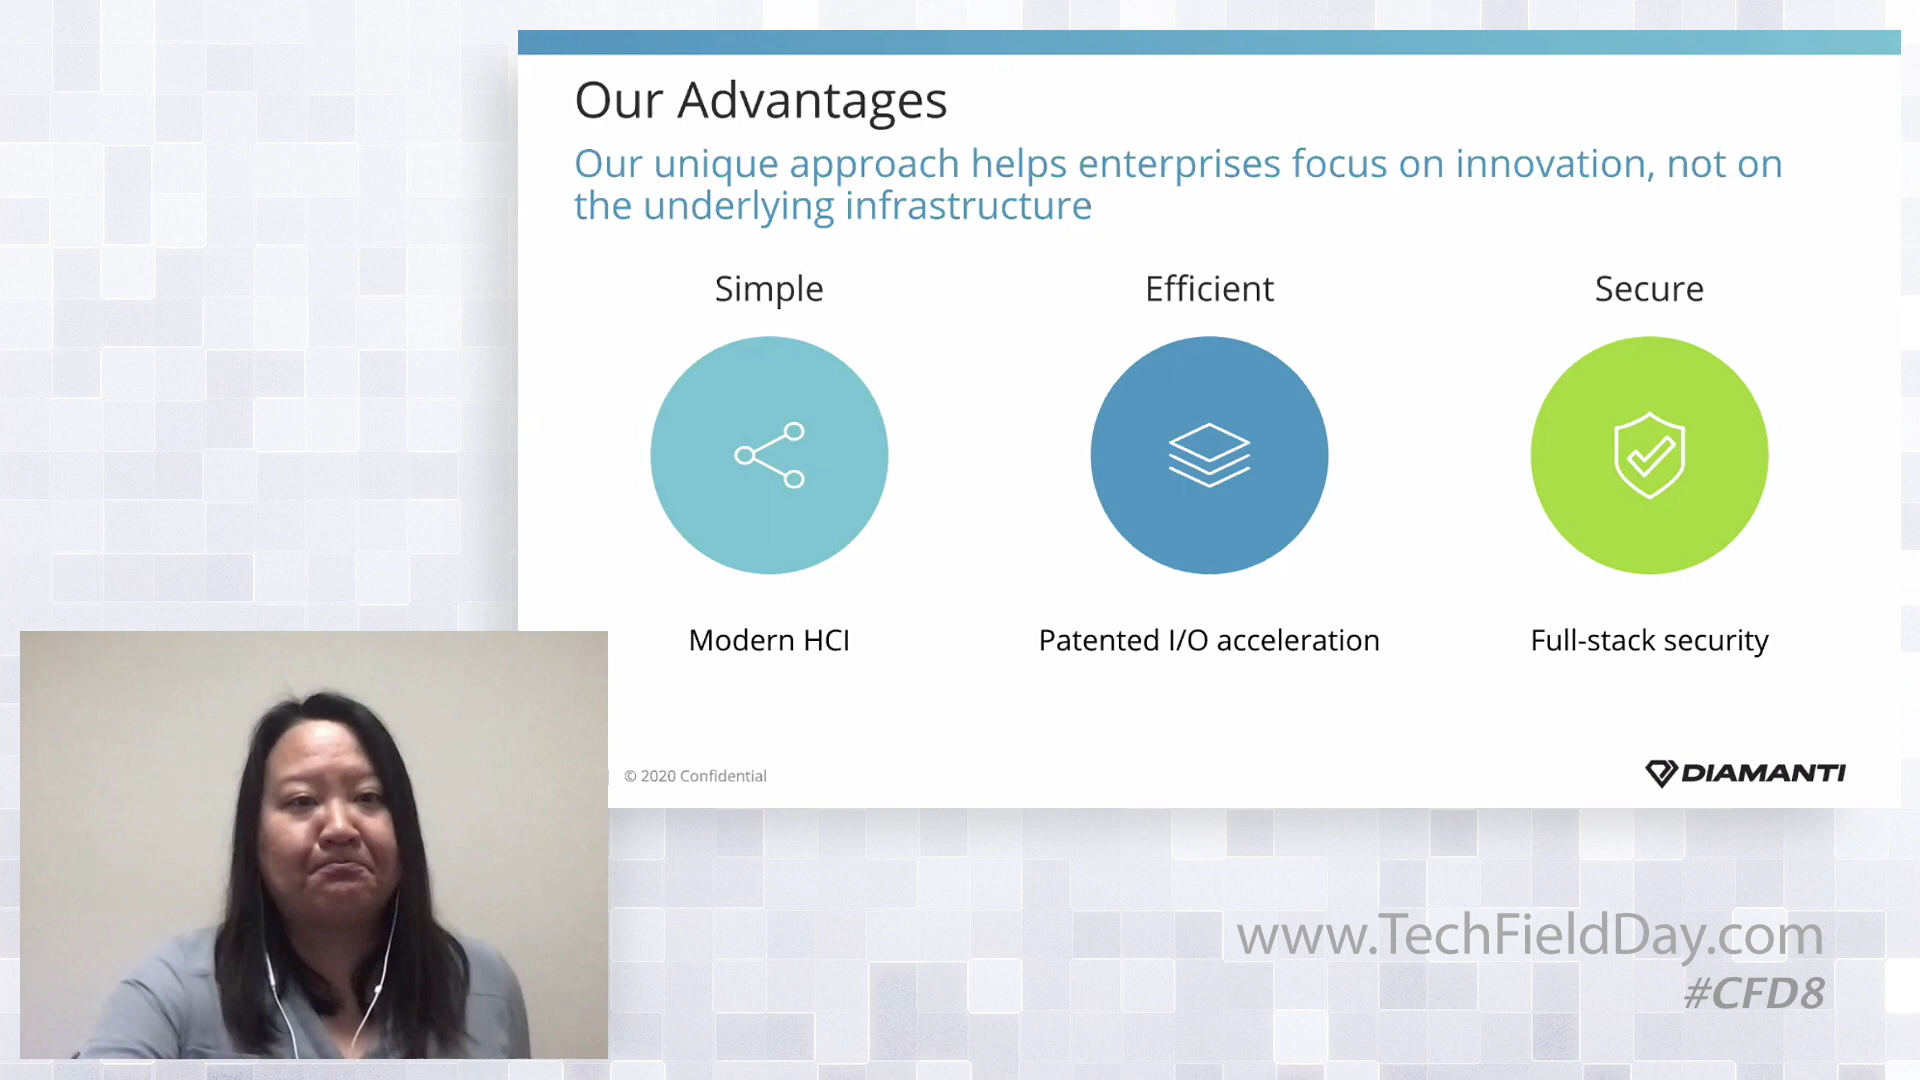 Our Advantages
Our unique approach helps enterprises focus on innovation, not on
the underlying infrastructure
Simple
Efficient
Secure
Modern HCI
Patented I/O acceleration
Full-stack security
© 2020 Confidential
DIAMANTI
www.TechFieldDay.com
#CFD8